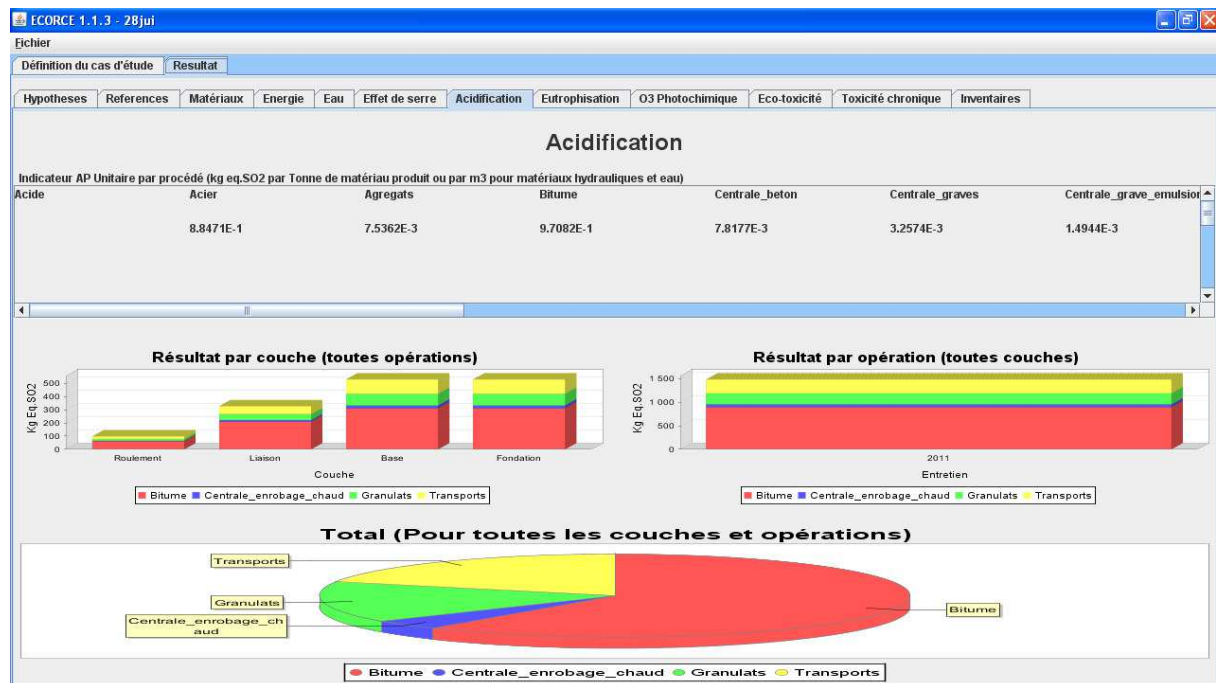 ECORCE 1.1.3 - 28jui
Fichier
Définition du cas d'étude Resultat
Hypotheses References Matériaux Energie Eau Effet de serre Acidification Eutrophisation O3 Photochimique Eco-toxicité Toxicité chronique Inventaires
Acidification
Indicateur AP Unitaire par procédé (kg eq.SO2 par Tonne de matériau produit ou par m3 pour matériaux hydrauliques et eau)
Acide Acier Agregats Bitume Centrale_beton Centrale_graves Centrale_grave_emulsion
8.8471E-1 7.5362E-3 9.7082E-1 7.8177E-3 3.2574E-3 1.4944E-3
Résultat par couche (toutes opérations)
Kg Eq.SO2
500
400
300
200
100
0
Roulement Liaison Base Fondation
Couche
Bitume Centrale_enrobage_chaud Granulats Transports
Résultat par opération (toutes couches)
Kg Eq.SO2
1 500
1 000
500
0
2011
Entretien
Bitume Centrale_enrobage_chaud Granulats Transports
Total (Pour toutes les couches et opérations)
Transports
Granulats
Centrale_enrobage_ch
aud
Bitume
Bitume Centrale_enrobage_chaud Granulats Transports